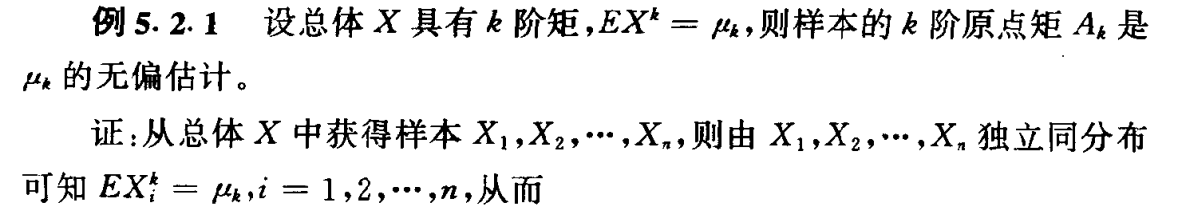 例 5.2.1 设总体 X 具有 k 阶矩,EX^k = μ_k,则样本的 k 阶原点矩 A_k 是
μ_k 的无偏估计。
证:从总体 X 中获得样本 X_1,X_2,⋯,X_n,则由 X_1,X_2,⋯,X_n 独立同分布
可知 EX_i^k = μ_k,i = 1,2,⋯,n,从而